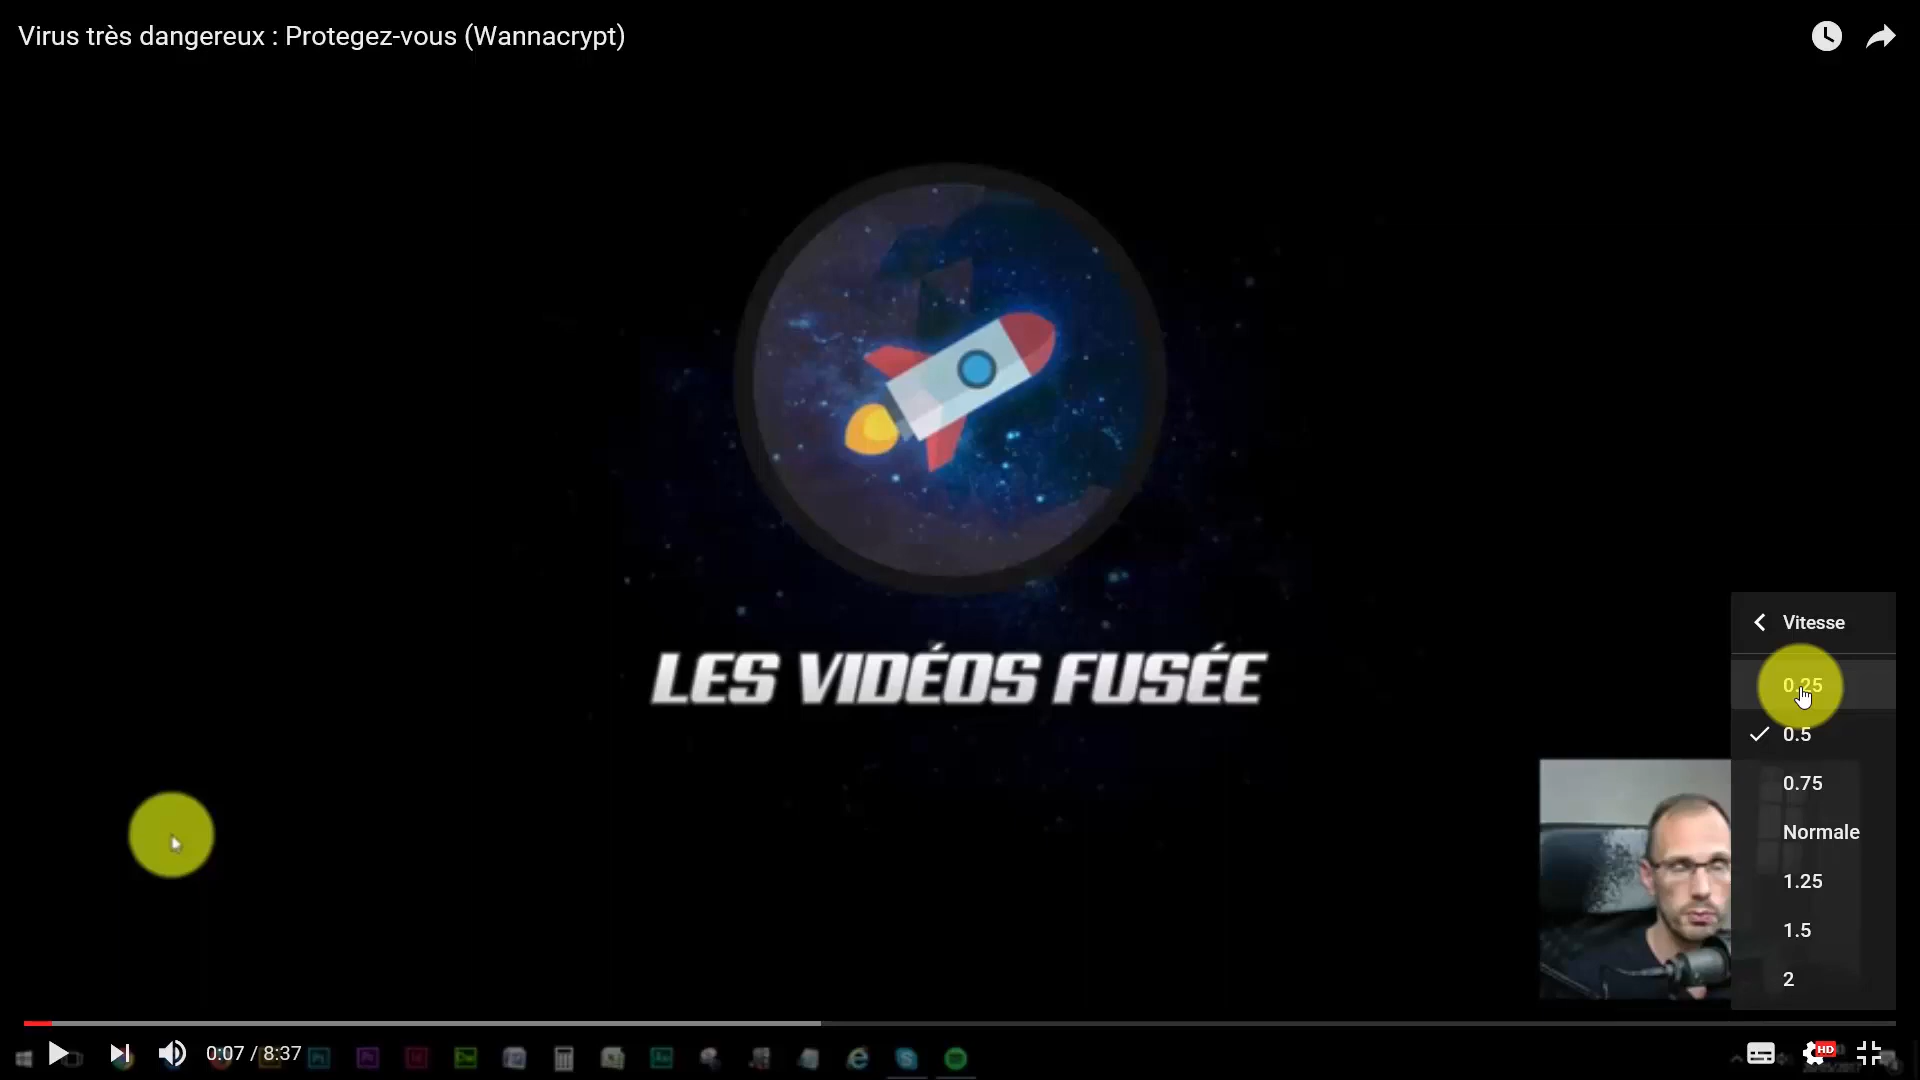 Virus très dangereux : Protegez-vous (Wannacrypt)
LES VIDÉOS FUSÉE
Vitesse
0.25
0.5
0.75
Normale
1.25
1.5
2
0:07 / 8:37
HD